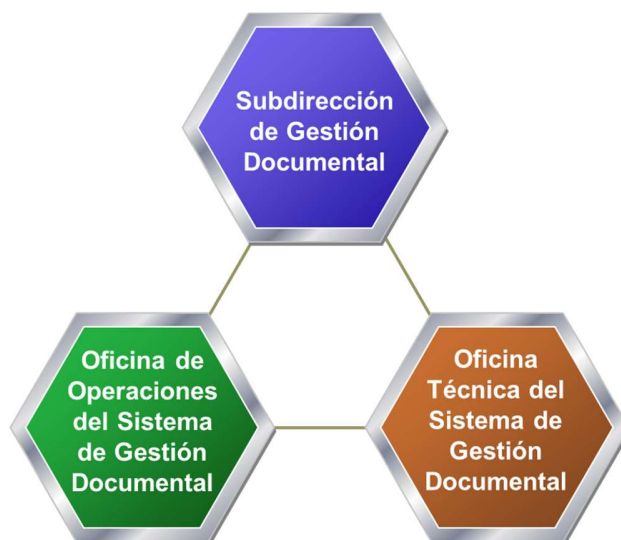 Subdirección
de Gestión
Documental
Oficina de
Operaciones
del Sistema
de Gestión
Documental
Oficina
Técnica del
Sistema de
Gestión
Documental